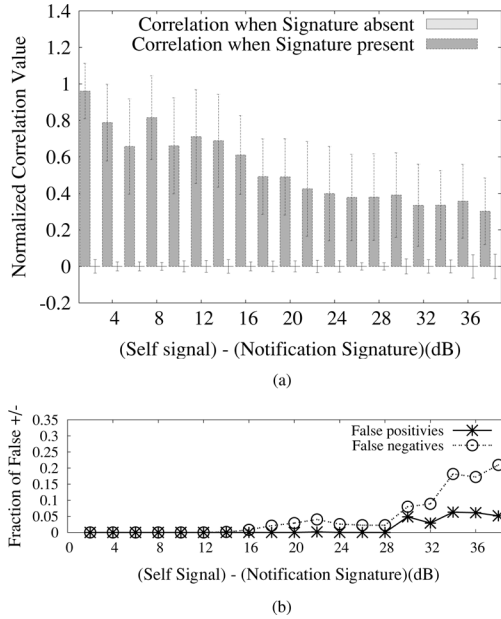 1.4
1.2
1
0.8
0.6
0.4
0.2
0
-0.2
Normalized Correlation Value
Correlation when Signature absent
Correlation when Signature present
4 8 12 16 20 24 28 32 36
(Self signal) - (Notification Signature)(dB)
(a)
0.35
0.3
0.25
0.2
0.15
0.1
0.05
0
Fraction of False +/-
False positivies
False negatives
0 4 8 12 16 20 24 28 32 36
(Self Signal) - (Notification Signature)(dB)
(b)